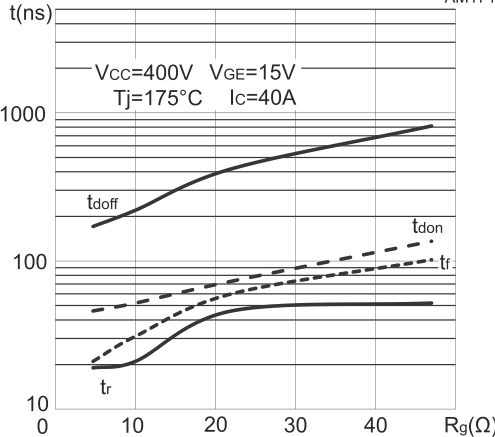 t(ns)
VCC=400V VGE=15V
Tj=175°C IC=40A
1000
tdoff
tdon
100
tf
tr
10
0 10 20 30 40 Rg(Ω)